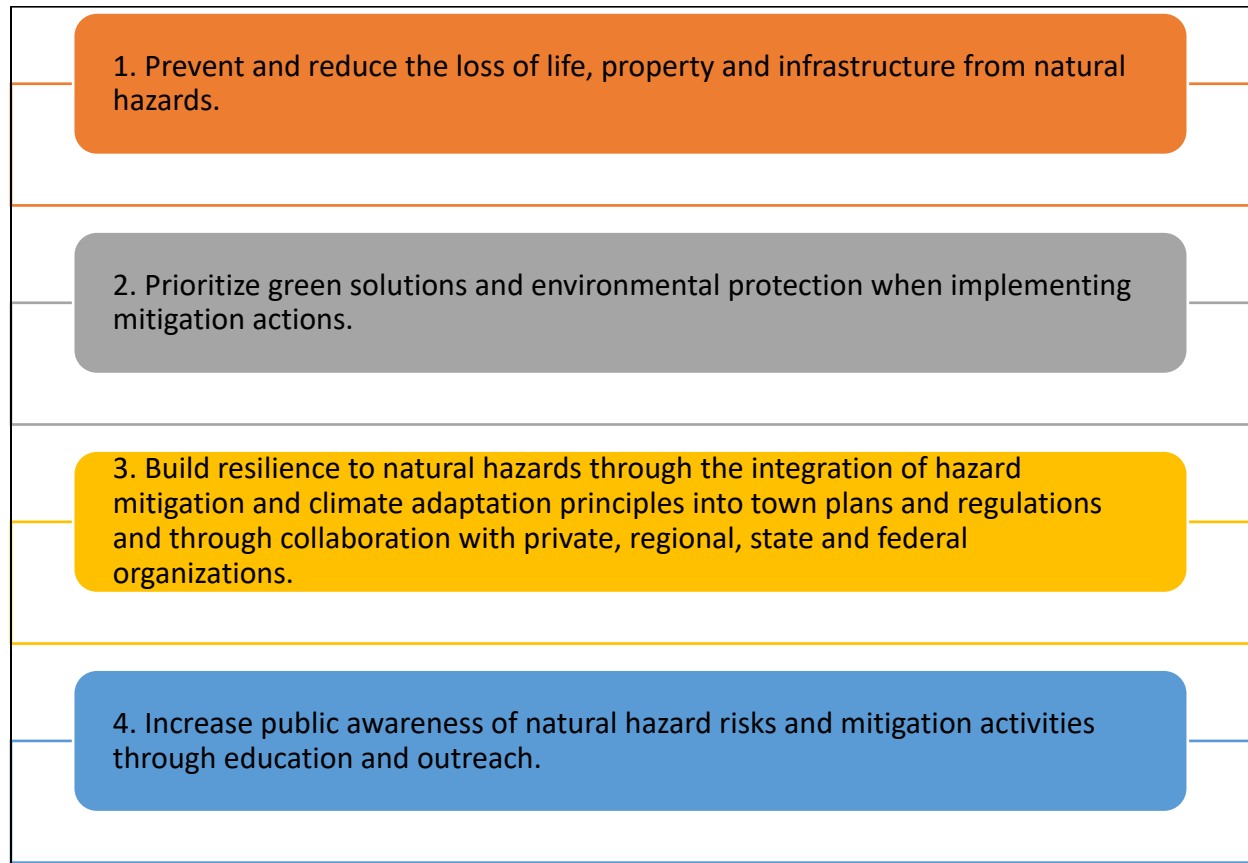 1. Prevent and reduce the loss of life, property and infrastructure from natural
hazards.
2. Prioritize green solutions and environmental protection when implementing
mitigation actions.
3. Build resilience to natural hazards through the integration of hazard
mitigation and climate adaptation principles into town plans and regulations
and through collaboration with private, regional, state and federal
organizations.
4. Increase public awareness of natural hazard risks and mitigation activities
through education and outreach.